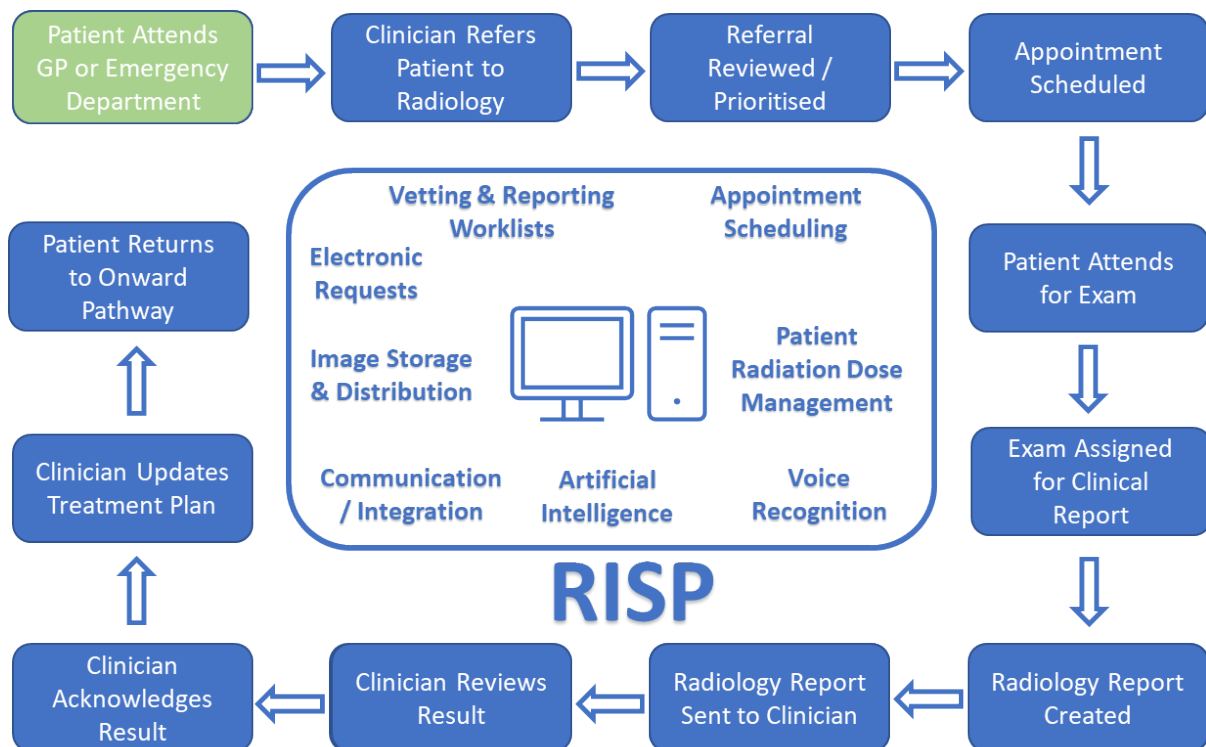 Patient Attends
GP or Emergency
Department
Clinician Refers
Patient to
Radiology
Referral
Reviewed /
Prioritised
Appointment
Scheduled
Patient Attends
for Exam
Exam Assigned
for Clinical
Report
Radiology Report
Created
Radiology Report
Sent to Clinician
Clinician Reviews
Result
Clinician
Acknowledges
Result
Clinician Updates
Treatment Plan
Patient Returns
to Onward
Pathway
Vetting & Reporting
Worklists
Appointment
Scheduling
Electronic
Requests
Image Storage
& Distribution
Patient
Radiation Dose
Management
Communication
/ Integration
Artificial
Intelligence
Voice
Recognition
RISP